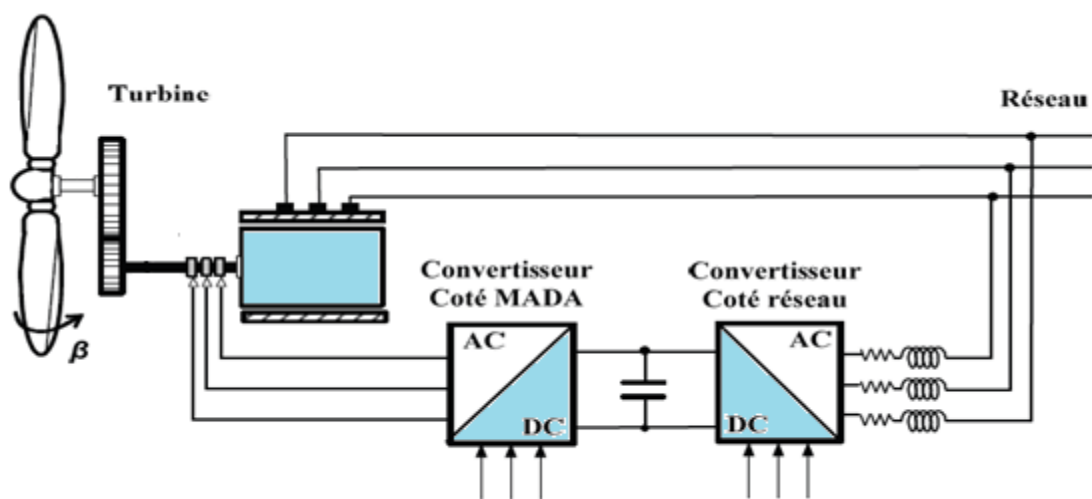 Turbine
Réseau
Convertisseur
Coté MADA
Convertisseur
Coté réseau
AC
DC
AC
DC
β